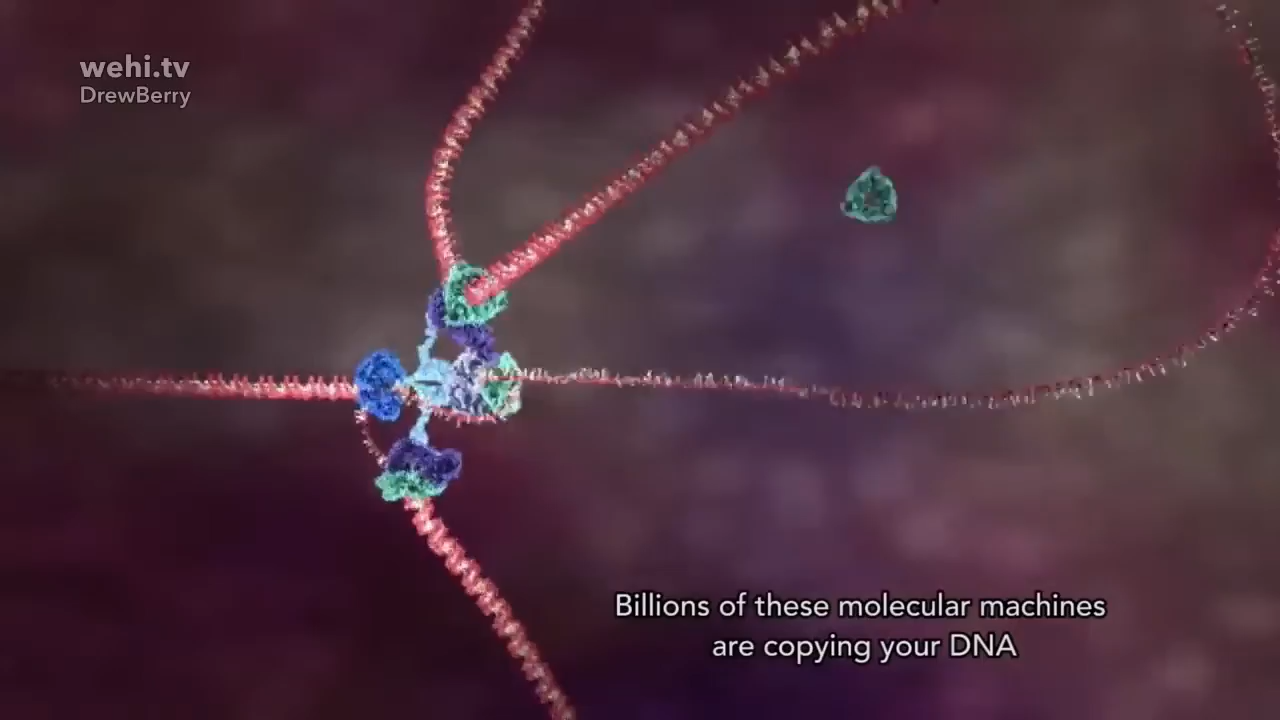 wehi.tv
DrewBerry
Billions of these molecular machines
are copying your DNA